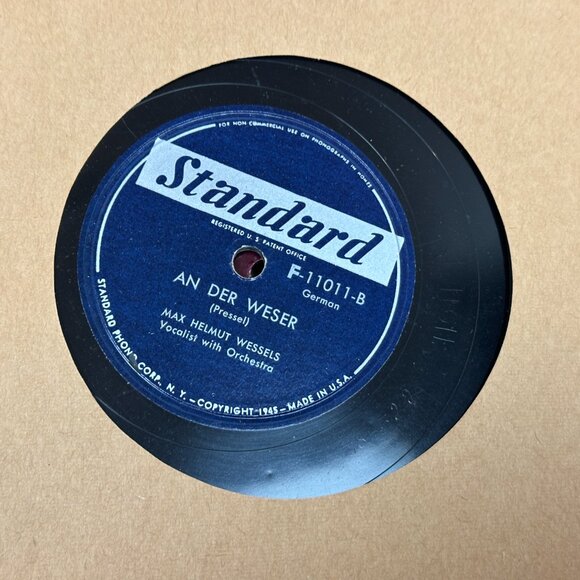 FOR NON COMMERCIAL USE ON PHONOGRAPHS IN HOMES
Standard
REGISTERED U. S. PATENT OFFICE
F-11011-B
German
AN DER WESER
(Pressel)
MAX HELMUT WESSELS
Vocalist with Orchestra
STANDARD PHONO CORP. N. Y. - COPYRIGHT 1945 - MADE IN U.S.A.